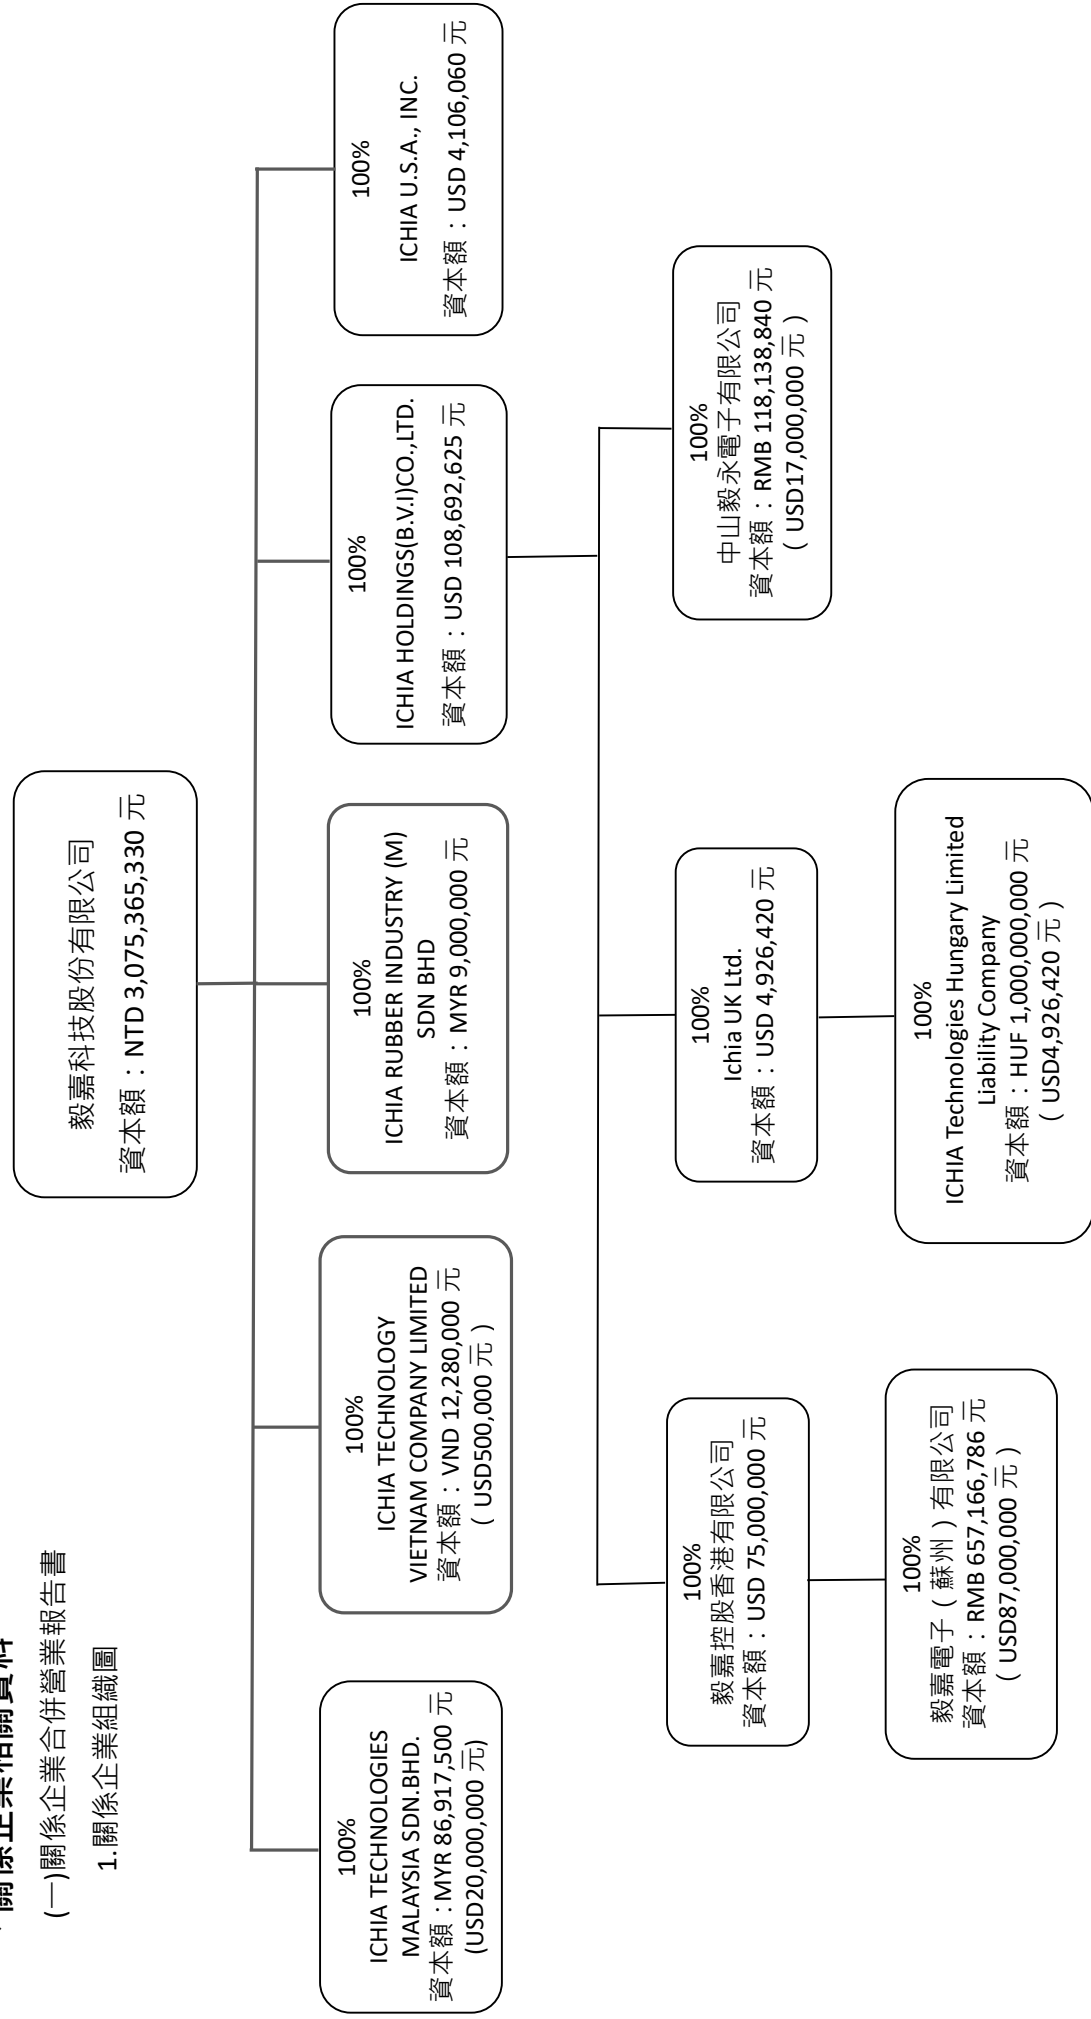 關係企業相關資料
(一)關係企業合併營業報告書
1.關係企業組織圖
毅嘉科技股份有限公司
資本額：NTD 3,075,365,330 元
100%
ICHIA TECHNOLOGIES
MALAYSIA SDN.BHD.
資本額：MYR 86,917,500 元
(USD20,000,000 元)
100%
ICHIA TECHNOLOGY
VIETNAM COMPANY LIMITED
資本額：VND 12,280,000 元
（USD500,000 元）
100%
ICHIA RUBBER INDUSTRY (M)
SDN BHD
資本額：MYR 9,000,000 元
100%
ICHIA HOLDINGS(B.V.I)CO.,LTD.
資本額：USD 108,692,625 元
100%
ICHIA U.S.A., INC.
資本額：USD 4,106,060 元
100%
毅嘉控股香港有限公司
資本額：USD 75,000,000 元
100%
Ichia UK Ltd.
資本額：USD 4,926,420 元
100%
中山毅永電子有限公司
資本額：RMB 118,138,840 元
（USD17,000,000 元）
100%
毅嘉電子（蘇州）有限公司
資本額：RMB 657,166,786 元
（USD87,000,000 元）
100%
ICHIA Technologies Hungary Limited
Liability Company
資本額：HUF 1,000,000,000 元
（USD4,926,420 元）